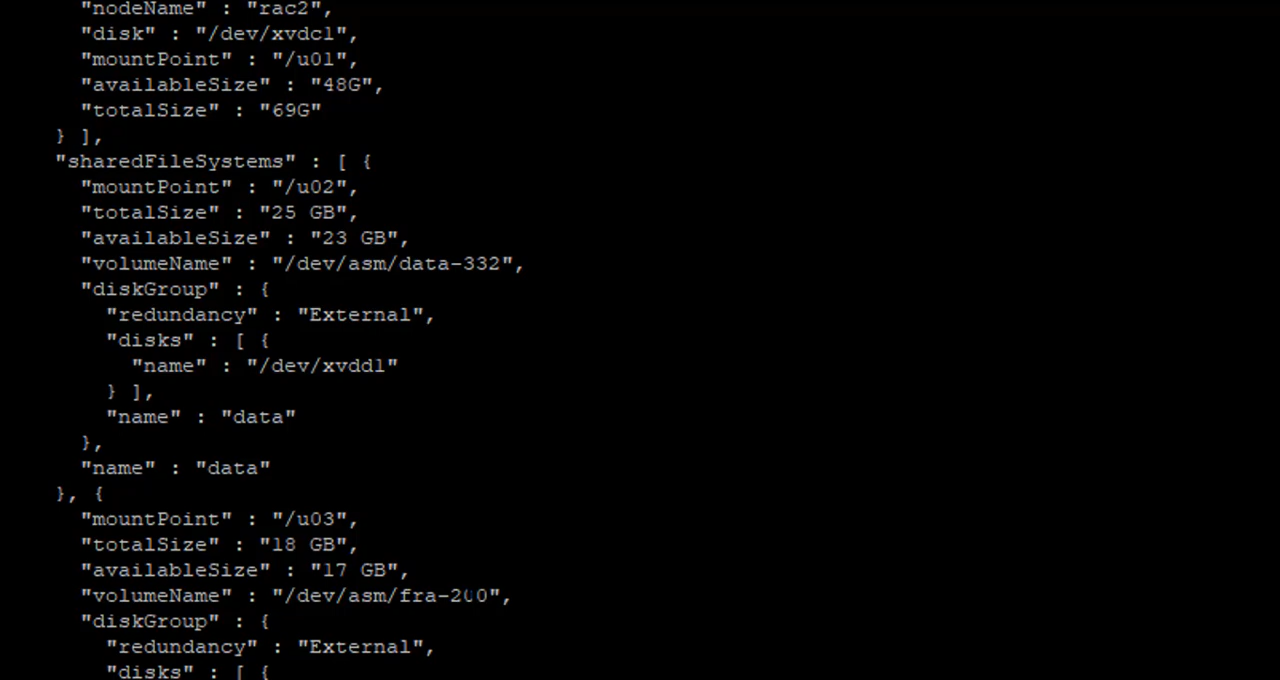 "nodeName" : "rac2",
"disk" : "/dev/xvdc1",
"mountPoint" : "/u01",
"availableSize" : "48G",
"totalSize" : "69G"
} ],
"sharedFileSystems" : [ {
"mountPoint" : "/u02",
"totalSize" : "25 GB",
"availableSize" : "23 GB",
"volumeName" : "/dev/asm/data-332",
"diskGroup" : {
"redundancy" : "External",
"disks" : [ {
"name" : "/dev/xvdd1"
} ],
"name" : "data"
},
"name" : "data"
}, {
"mountPoint" : "/u03",
"totalSize" : "18 GB",
"availableSize" : "17 GB",
"volumeName" : "/dev/asm/fra-200",
"diskGroup" : {
"redundancy" : "External",
"disks" : [ {